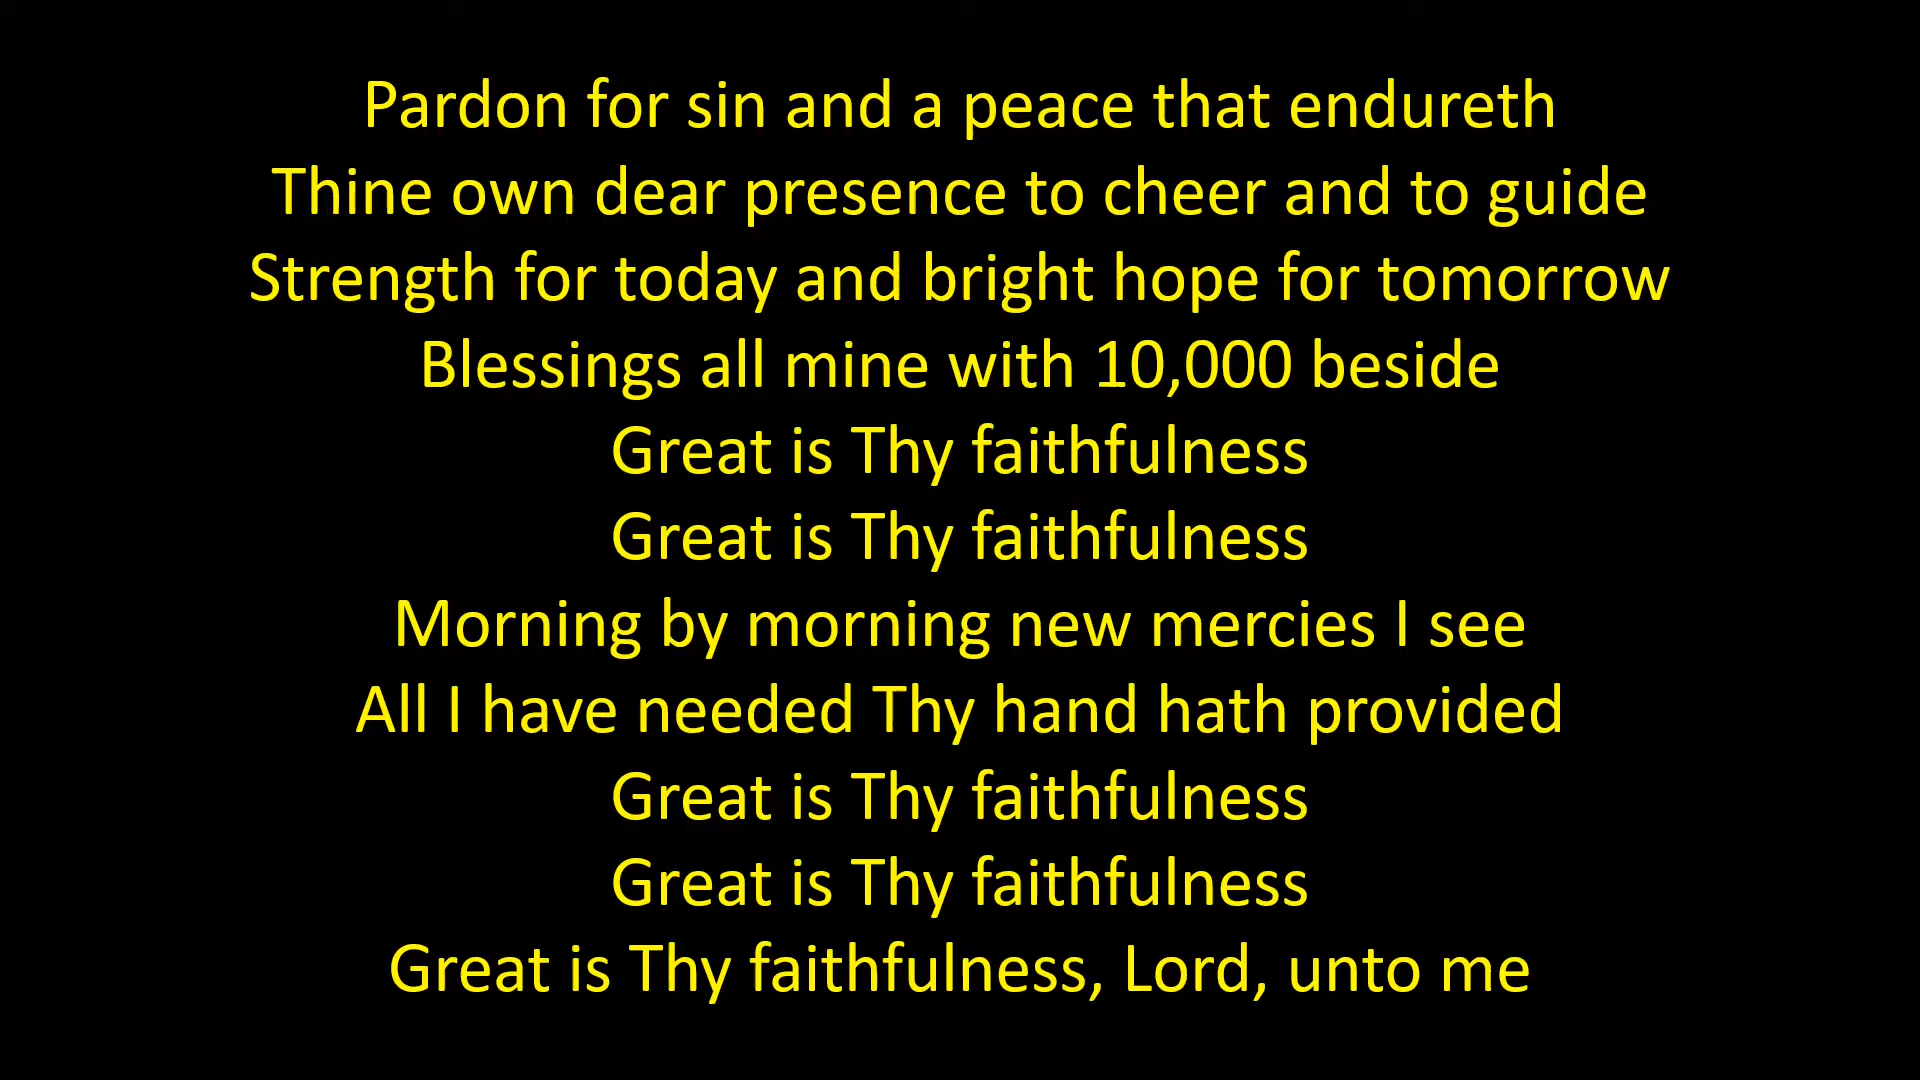 Pardon for sin and a peace that endureth
Thine own dear presence to cheer and to guide
Strength for today and bright hope for tomorrow
Blessings all mine with 10,000 beside
Great is Thy faithfulness
Great is Thy faithfulness
Morning by morning new mercies I see
All I have needed Thy hand hath provided
Great is Thy faithfulness
Great is Thy faithfulness
Great is Thy faithfulness, Lord, unto me